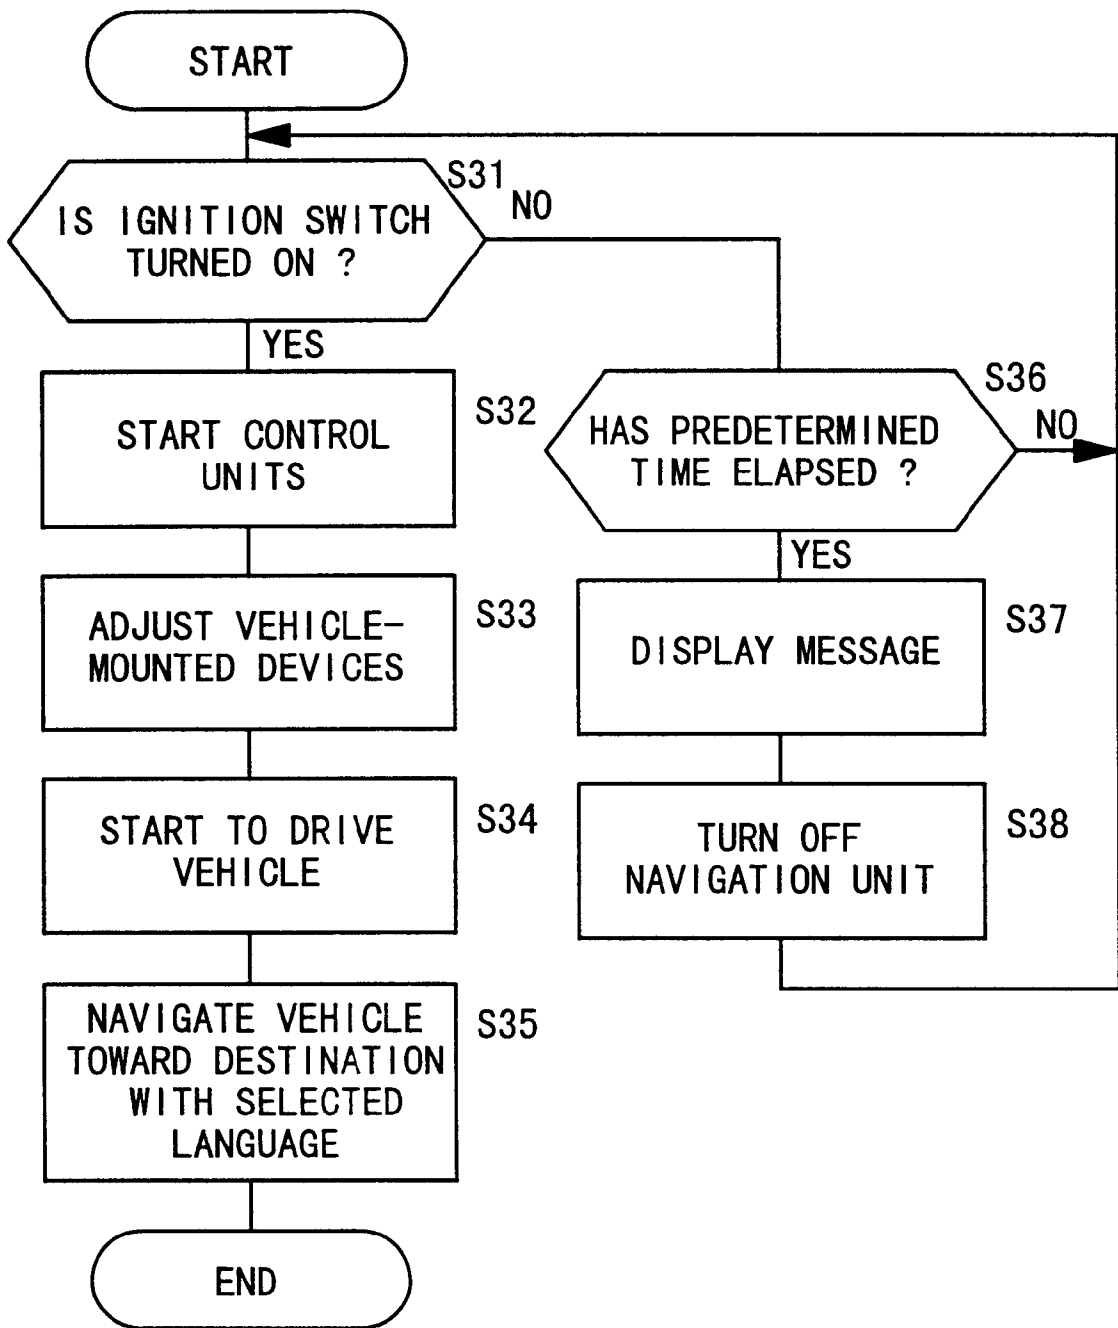 START
S31
IS IGNITION SWITCH
TURNED ON ?
NO
YES
START CONTROL
UNITS
S32
ADJUST VEHICLE-
MOUNTED DEVICES
S33
START TO DRIVE
VEHICLE
S34
NAVIGATE VEHICLE
TOWARD DESTINATION
WITH SELECTED
LANGUAGE
S35
END
S36
HAS PREDETERMINED
TIME ELAPSED ?
NO
YES
DISPLAY MESSAGE
S37
TURN OFF
NAVIGATION UNIT
S38